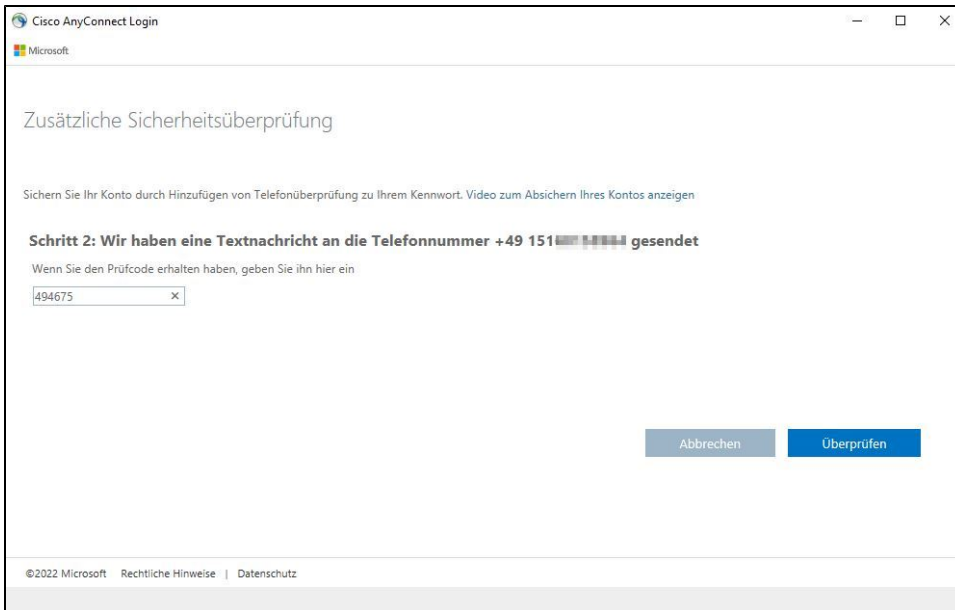 Cisco AnyConnect Login
Microsoft
Zusätzliche Sicherheitsüberprüfung
Sichern Sie Ihr Konto durch Hinzufügen von Telefonüberprüfung zu Ihrem Kennwort. Video zum Absichern Ihres Kontos anzeigen
Schritt 2: Wir haben eine Textnachricht an die Telefonnummer +49 151 gesendet
Wenn Sie den Prüfcode erhalten haben, geben Sie ihn hier ein
494675
Abbrechen Überprüfen
©2022 Microsoft Rechtliche Hinweise | Datenschutz